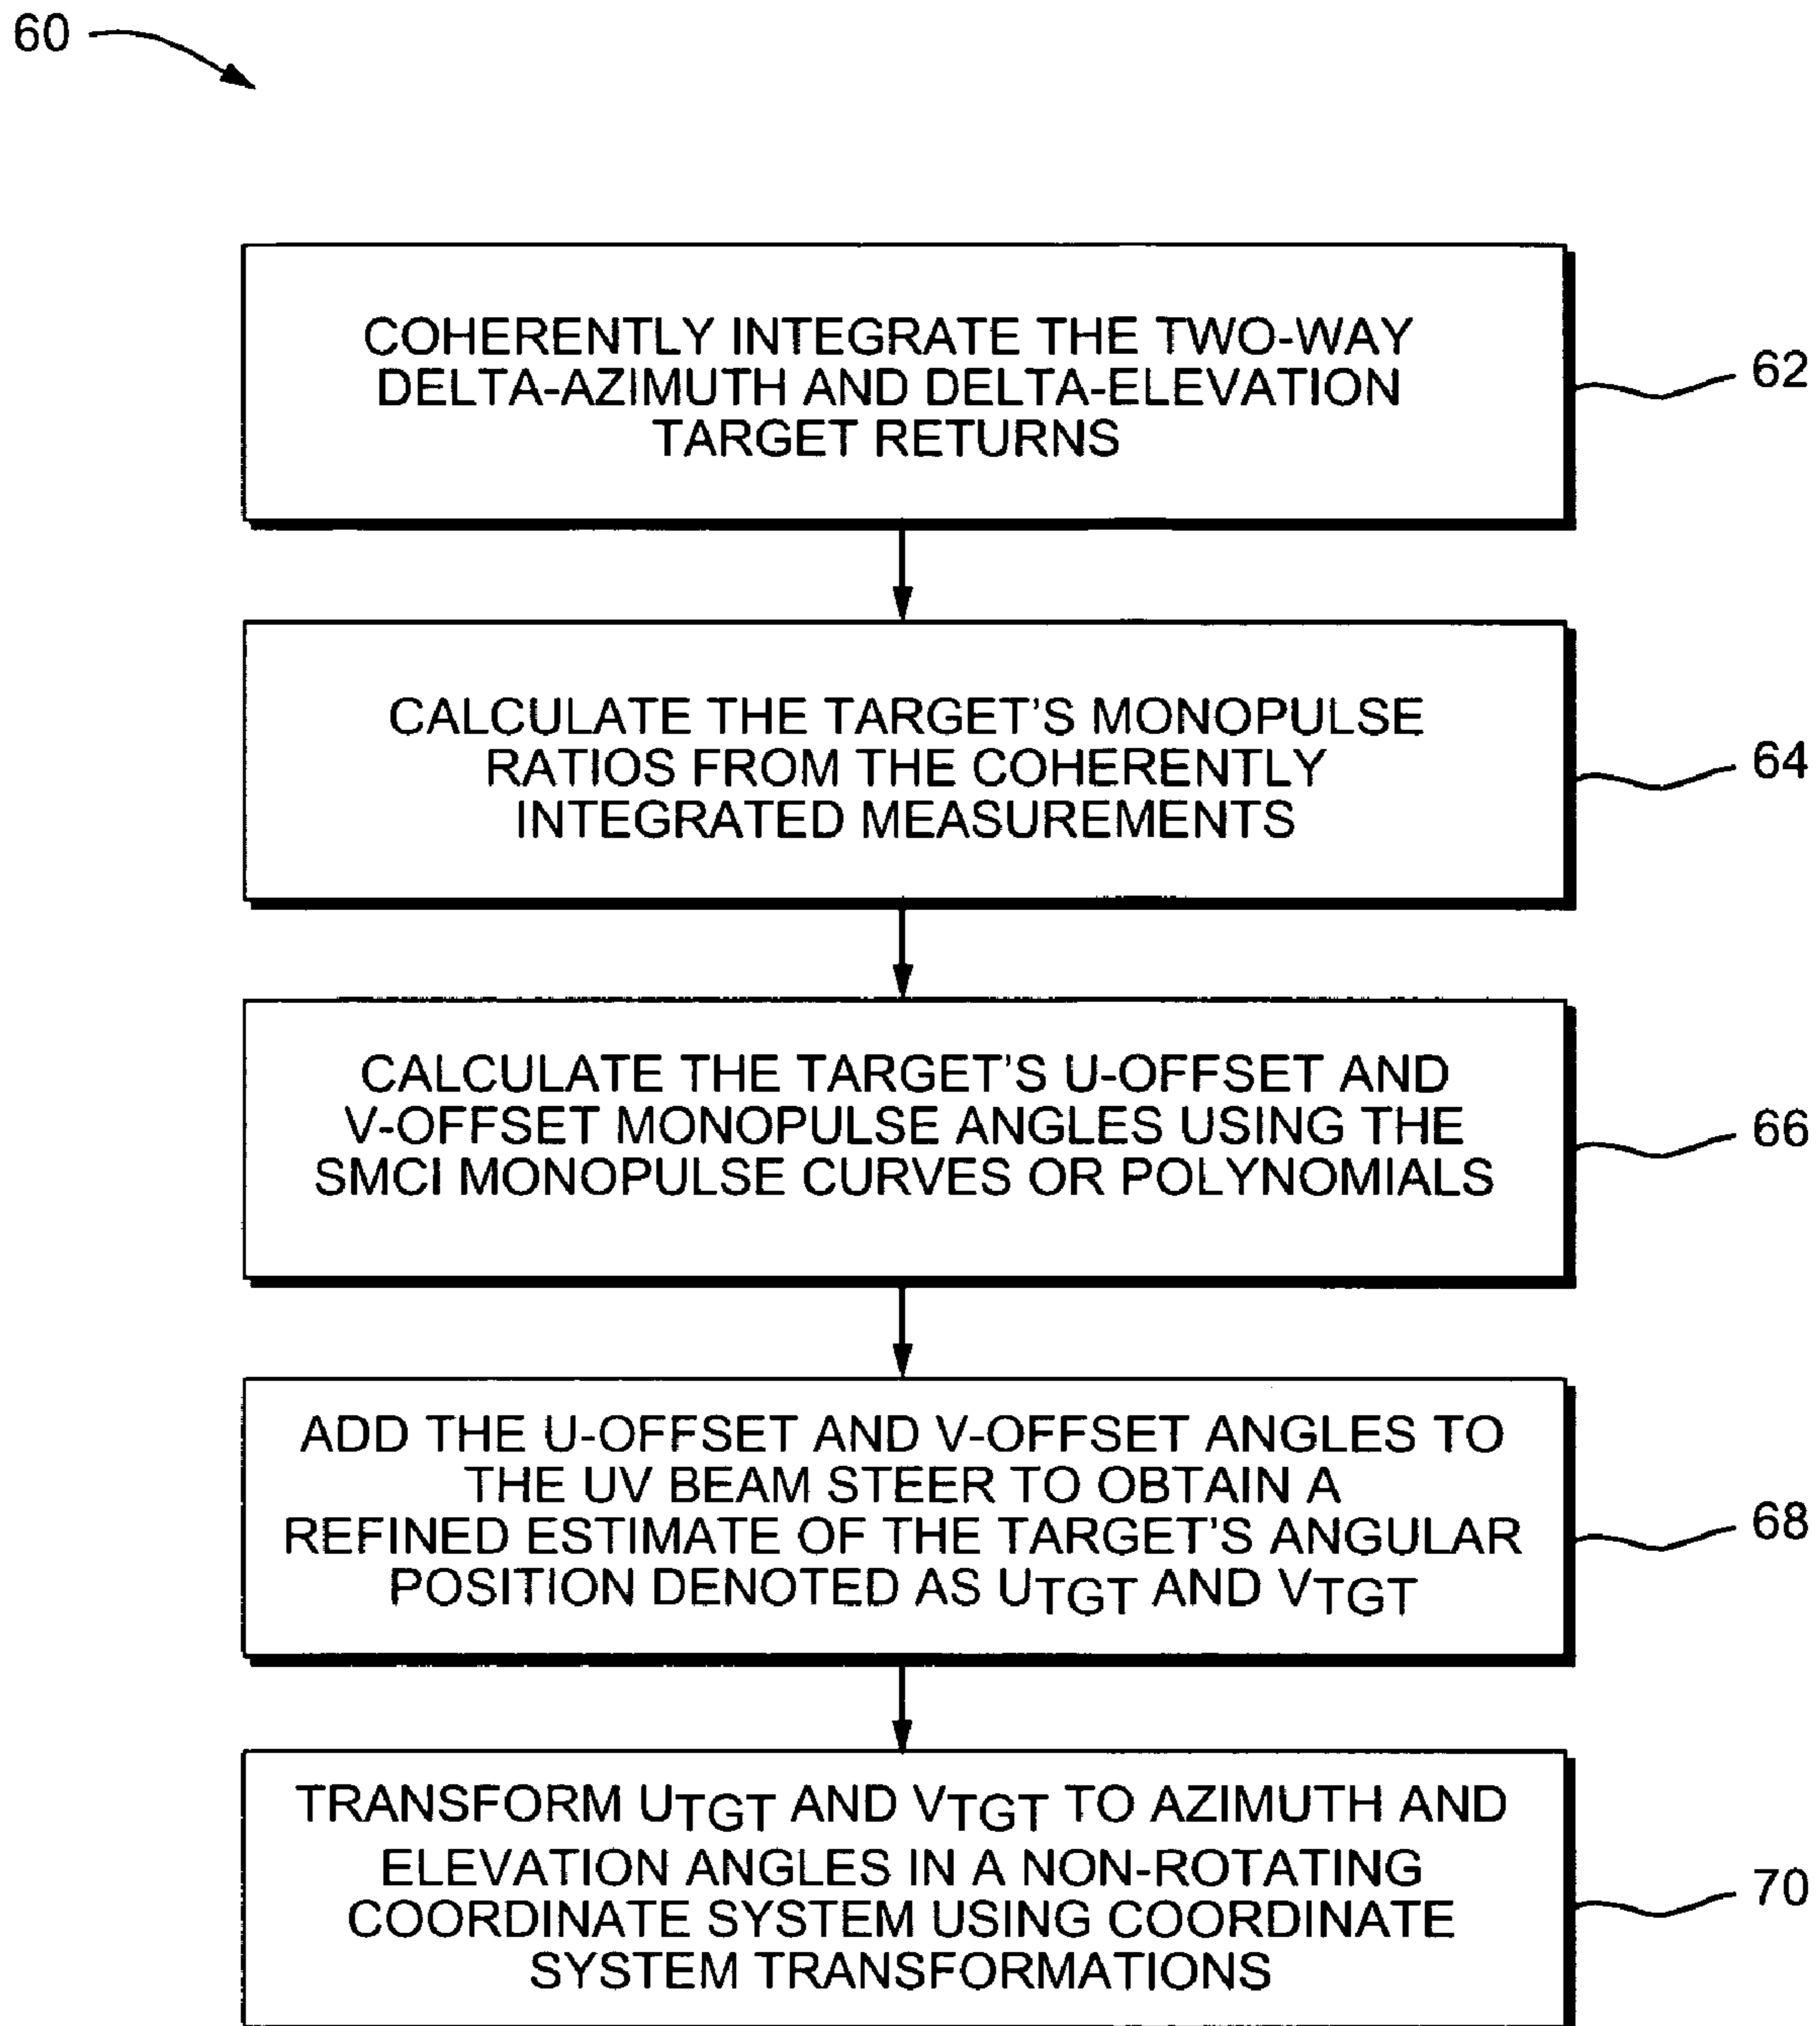 60
COHERENTLY INTEGRATE THE TWO-WAY
DELTA-AZIMUTH AND DELTA-ELEVATION
TARGET RETURNS
62
CALCULATE THE TARGET'S MONOPULSE
RATIOS FROM THE COHERENTLY
INTEGRATED MEASUREMENTS
64
CALCULATE THE TARGET'S U-OFFSET AND
V-OFFSET MONOPULSE ANGLES USING THE
SMCI MONOPULSE CURVES OR POLYNOMIALS
66
ADD THE U-OFFSET AND V-OFFSET ANGLES TO
THE UV BEAM STEER TO OBTAIN A
REFINED ESTIMATE OF THE TARGET'S ANGULAR
POSITION DENOTED AS UTGT AND VTGT
68
TRANSFORM UTGT AND VTGT TO AZIMUTH AND
ELEVATION ANGLES IN A NON-ROTATING
COORDINATE SYSTEM USING COORDINATE
SYSTEM TRANSFORMATIONS
70